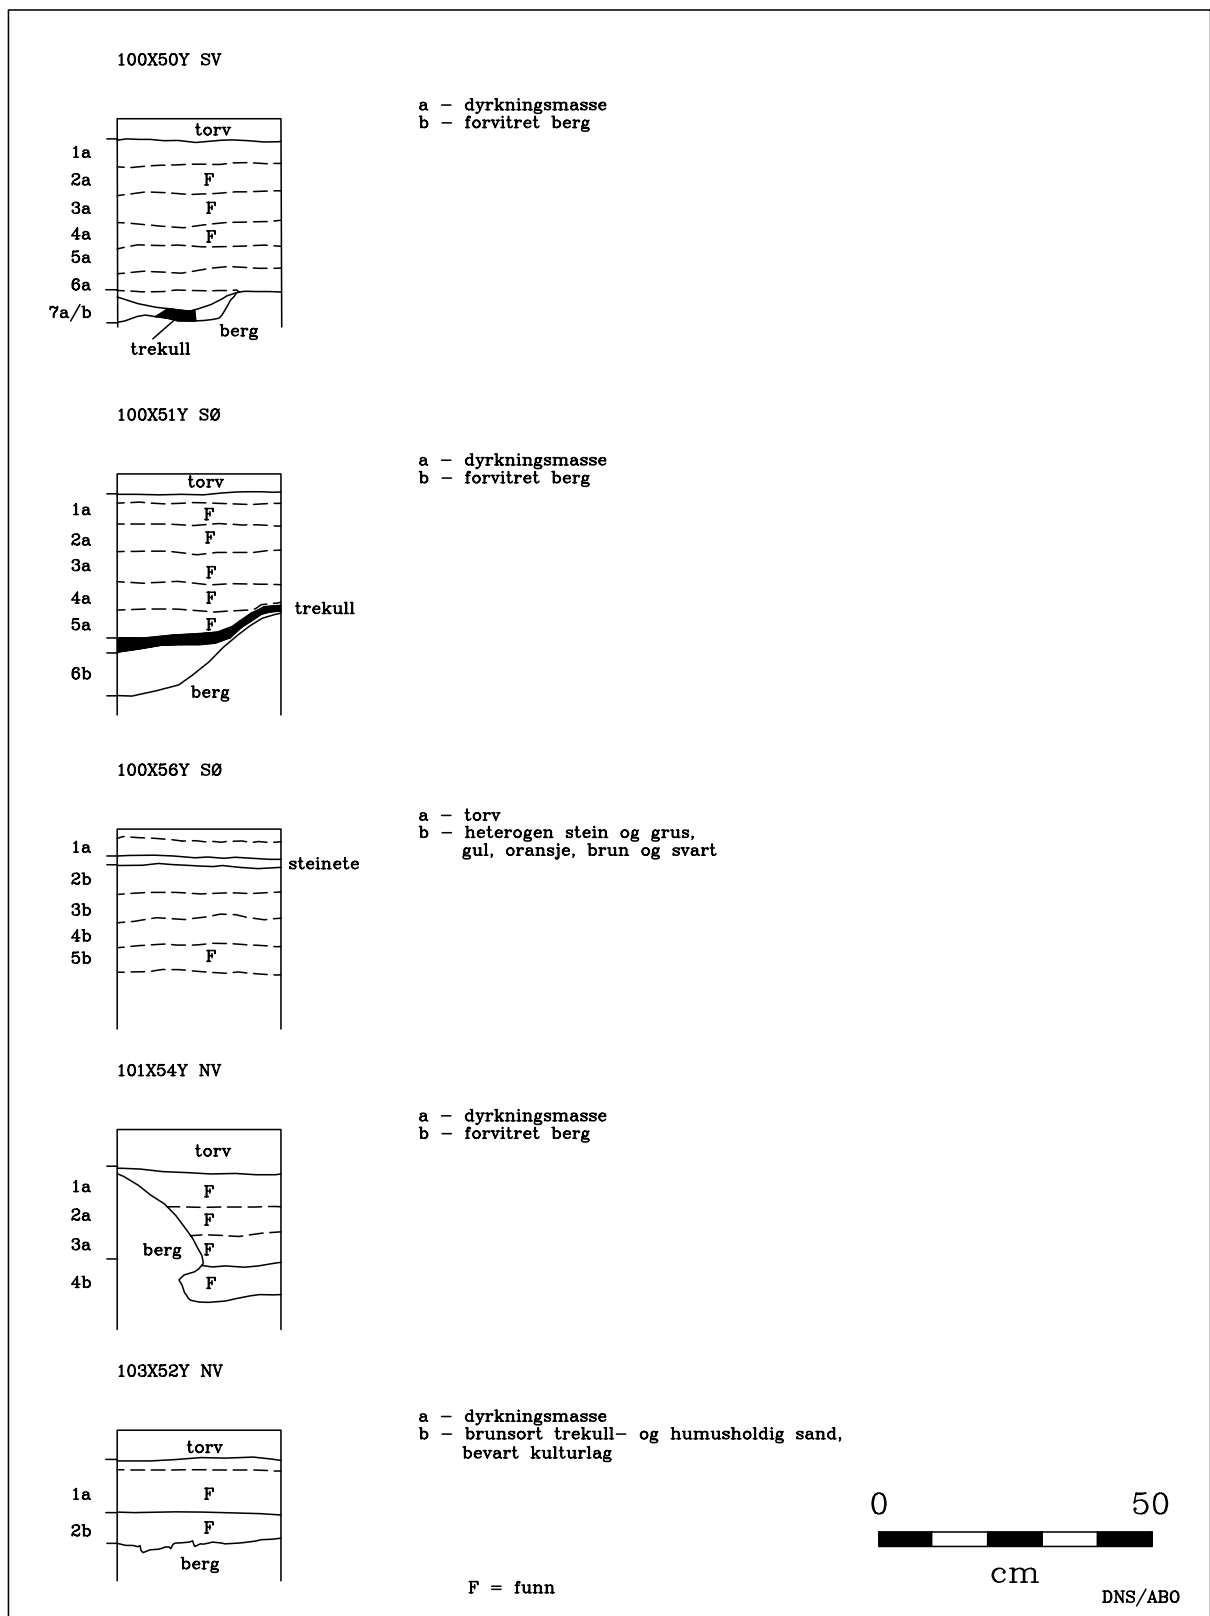 100X50Y SV
a – dyrkningsmasse
b – forvitret berg
torv
1a
2a F
3a F
4a F
5a
6a
7a/b
berg
trekull
100X51Y SØ
a – dyrkningsmasse
b – forvitret berg
torv
1a F
2a F
3a F
4a F
trekull
5a F
6b
berg
100X56Y SØ
a – torv
b – heterogen stein og grus,
gul, oransje, brun og svart
1a
steinete
2b
3b
4b
5b F
101X54Y NV
a – dyrkningsmasse
b – forvitret berg
torv
1a F
2a F
3a berg F
4b F
103X52Y NV
a – dyrkningsmasse
b – brunsort trekull– og humusholdig sand,
bevart kulturlag
torv
1a F
2b F
berg
0 50
cm
F = funn
DNS/ABO